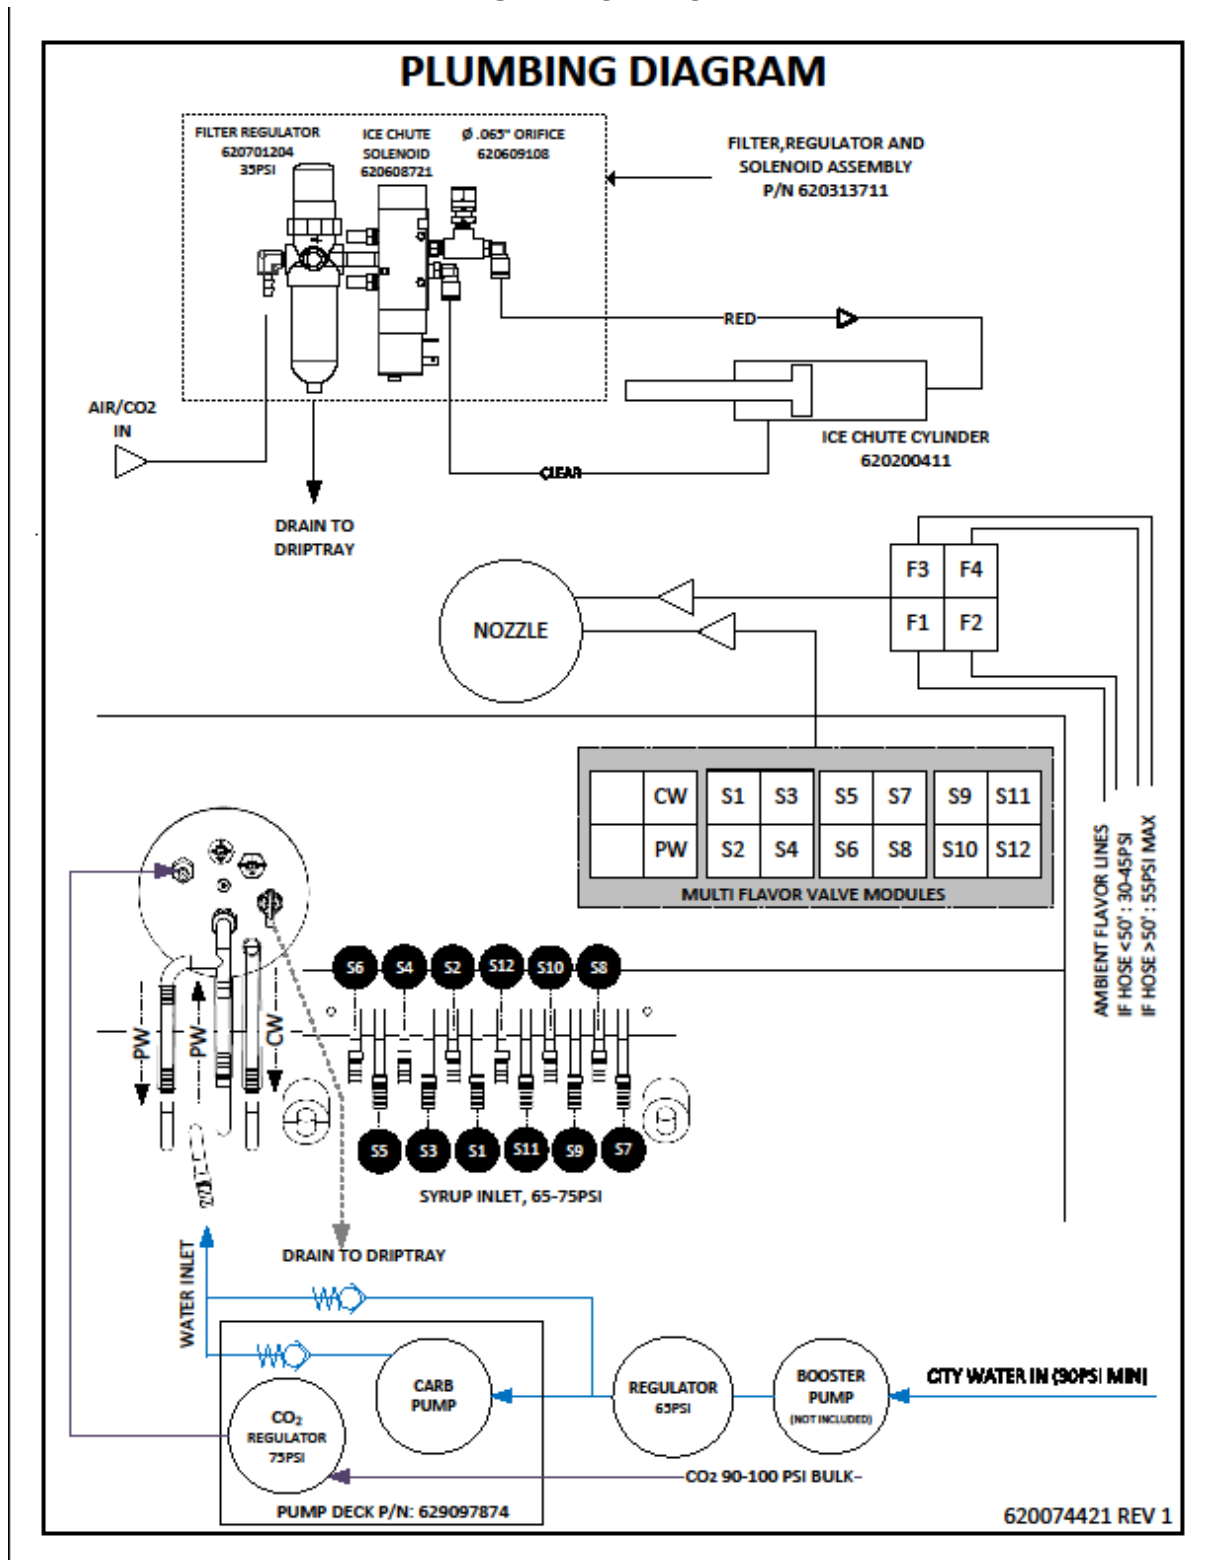 PLUMBING DIAGRAM
FILTER REGULATOR
620701204
35PSI
ICE CHUTE
SOLENOID
620608721
Ø .065" ORIFICE
620609108
FILTER,REGULATOR AND
SOLENOID ASSEMBLY
P/N 620313711
RED
AIR/CO2
IN
ICE CHUTE CYLINDER
620200411
CLEAR
DRAIN TO
DRIPTRAY
F3 F4
F1 F2
NOZZLE
CW S1 S3 S5 S7 S9 S11
PW S2 S4 S6 S8 S10 S12
MULTI FLAVOR VALVE MODULES
AMBIENT FLAVOR LINES
IF HOSE <50' : 30-45PSI
IF HOSE >50' : 55PSI MAX
S6 S4 S2 S12 S10 S8
PW PW CW
S5 S3 S1 S11 S9 S7
SYRUP INLET, 65-75PSI
DRAIN TO DRIPTRAY
WATER INLET
CARB
PUMP
REGULATOR
65PSI
BOOSTER
PUMP
(NOT INCLUDED)
CITY WATER IN (90PSI MIN)
CO2
REGULATOR
75PSI
CO2 90-100 PSI BULK
PUMP DECK P/N: 629097874
620074421 REV 1